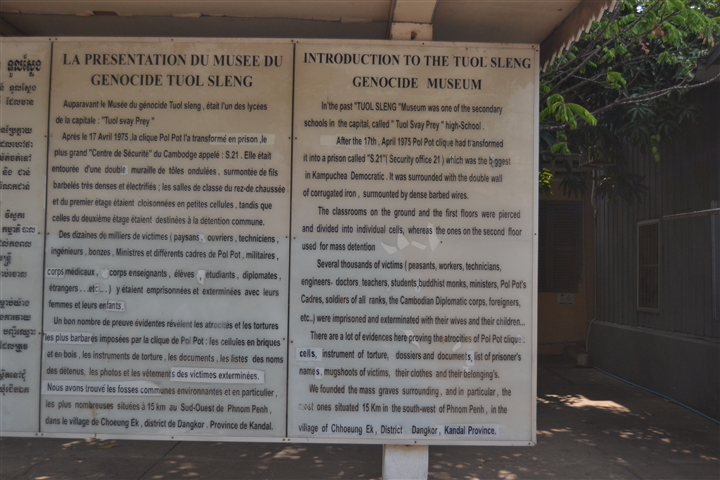 ទួលស្លែង
LA PRESENTATION DU MUSEE DU
GENOCIDE TUOL SLENG
Auparavant le Musée du génocide Tuol sleng , était l'un des lycées
de la capitale : "Tuol svay Prey "
Après le 17 Avril 1975 ,la clique Pol Pot l'a transformé en prison ,le
plus grand "Centre de Sécurité" du Cambodge appelé : S.21 . Elle était
entourée d'une double muraille de tôles ondulées , surmontée de fils
barbelés très denses et électrifiés ; les salles de classe du rez-de.chaussée
et du premier étage étaient cloisonnées en petites cellules , tandis que
celles du deuxième étage étaient destinées à la détention commune.
Des dizaines de milliers de victimes ( paysans , ouvriers , techniciens ,
ingénieurs , bonzes , Ministres et differents cadres de Pol Pot , militaires ,
corps médicaux , corps enseignants , élèves , étudiants , diplomates ,
étrangers ...etc....) y étaient emprisonnées et exterminées avec leurs
femmes et leurs enfants.
Un bon nombre de preuve évidentes révèlent les atrocités et les tortures
les plus barbares imposées par la clique de Pol Pot : les cellules en briques
et en bois , les instruments de torture , les documents , les listes des noms
des détenus , les photos et les vêtements des victimes exterminées.
Nous avons trouvé les fosses communes environnantes et en particulier ,
les plus nombreuses situées à 15 km au Sud-Ouest de Phnom Penh ,
dans le village de Choeung Ek , district de Dangkor . Province de Kandal.
INTRODUCTION TO THE TUOL SLENG
GENOCIDE MUSEUM
In the past "TUOL SLENG "Museum was one of the secondary
schools in the capital, called " Tuol Svay Prey " high-School .
After the 17th , April 1975 Pol Pot clique had transformed
it into a prison called "S.21"( Security office 21 ) which was the biggest
in Kampuchea Democratic . It was surrounded with the double wall
of corrugated iron , surmounted by dense barbed wires.
The classrooms on the ground and the first floors were pierced
and divided into individual cells, whereas the ones on the second floor
used for mass detention
Several thousands of victims ( peasants, workers, technicians,
engineers- doctors, teachers, students,buddhist monks, ministers, Pol Pot's
Cadres, soldiers of all ranks, the Cambodian Diplomatic corps, foreigners,
etc..) were imprisoned and exterminated with their wives and their children...
There are a lot of evidences here proving the atrocities of Pol Pot clique :
cells, instrument of torture, dossiers and documents, list of prisoner's
names, mugshoots of victims, their clothes and their belonging's.
We founded the mass graves surrounding , and in particular , the
most ones situated 15 Km in the south-west of Phnom Penh , in the
village of Chhoeung Ek , District Dangkor , Kandal Province.